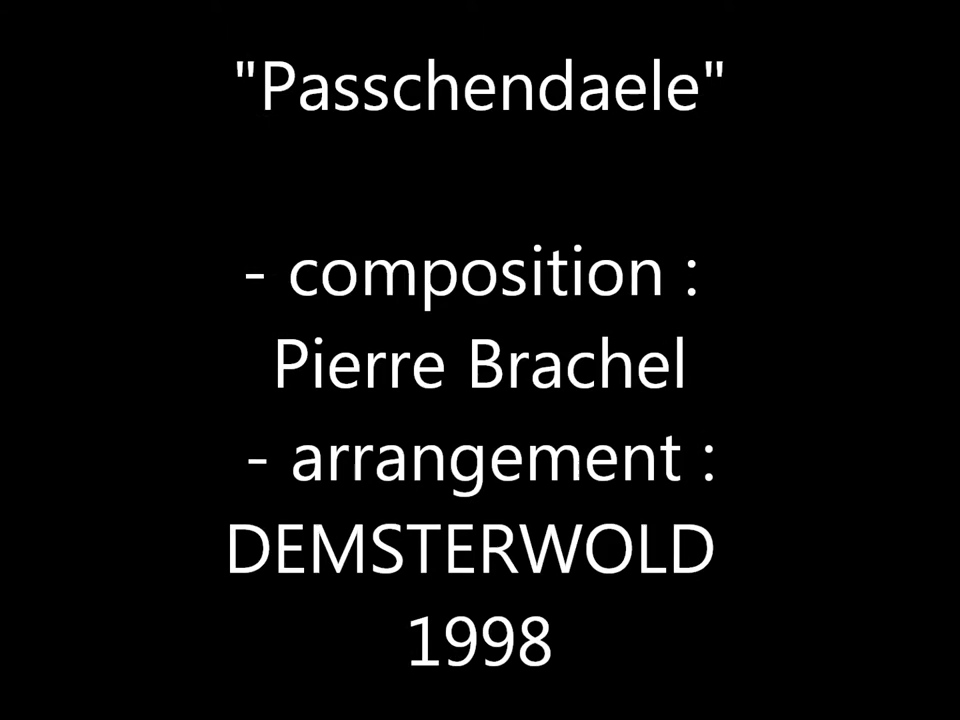 "Passchendaele"
- composition :
Pierre Brachel
- arrangement :
DEMSTERWOLD
1998